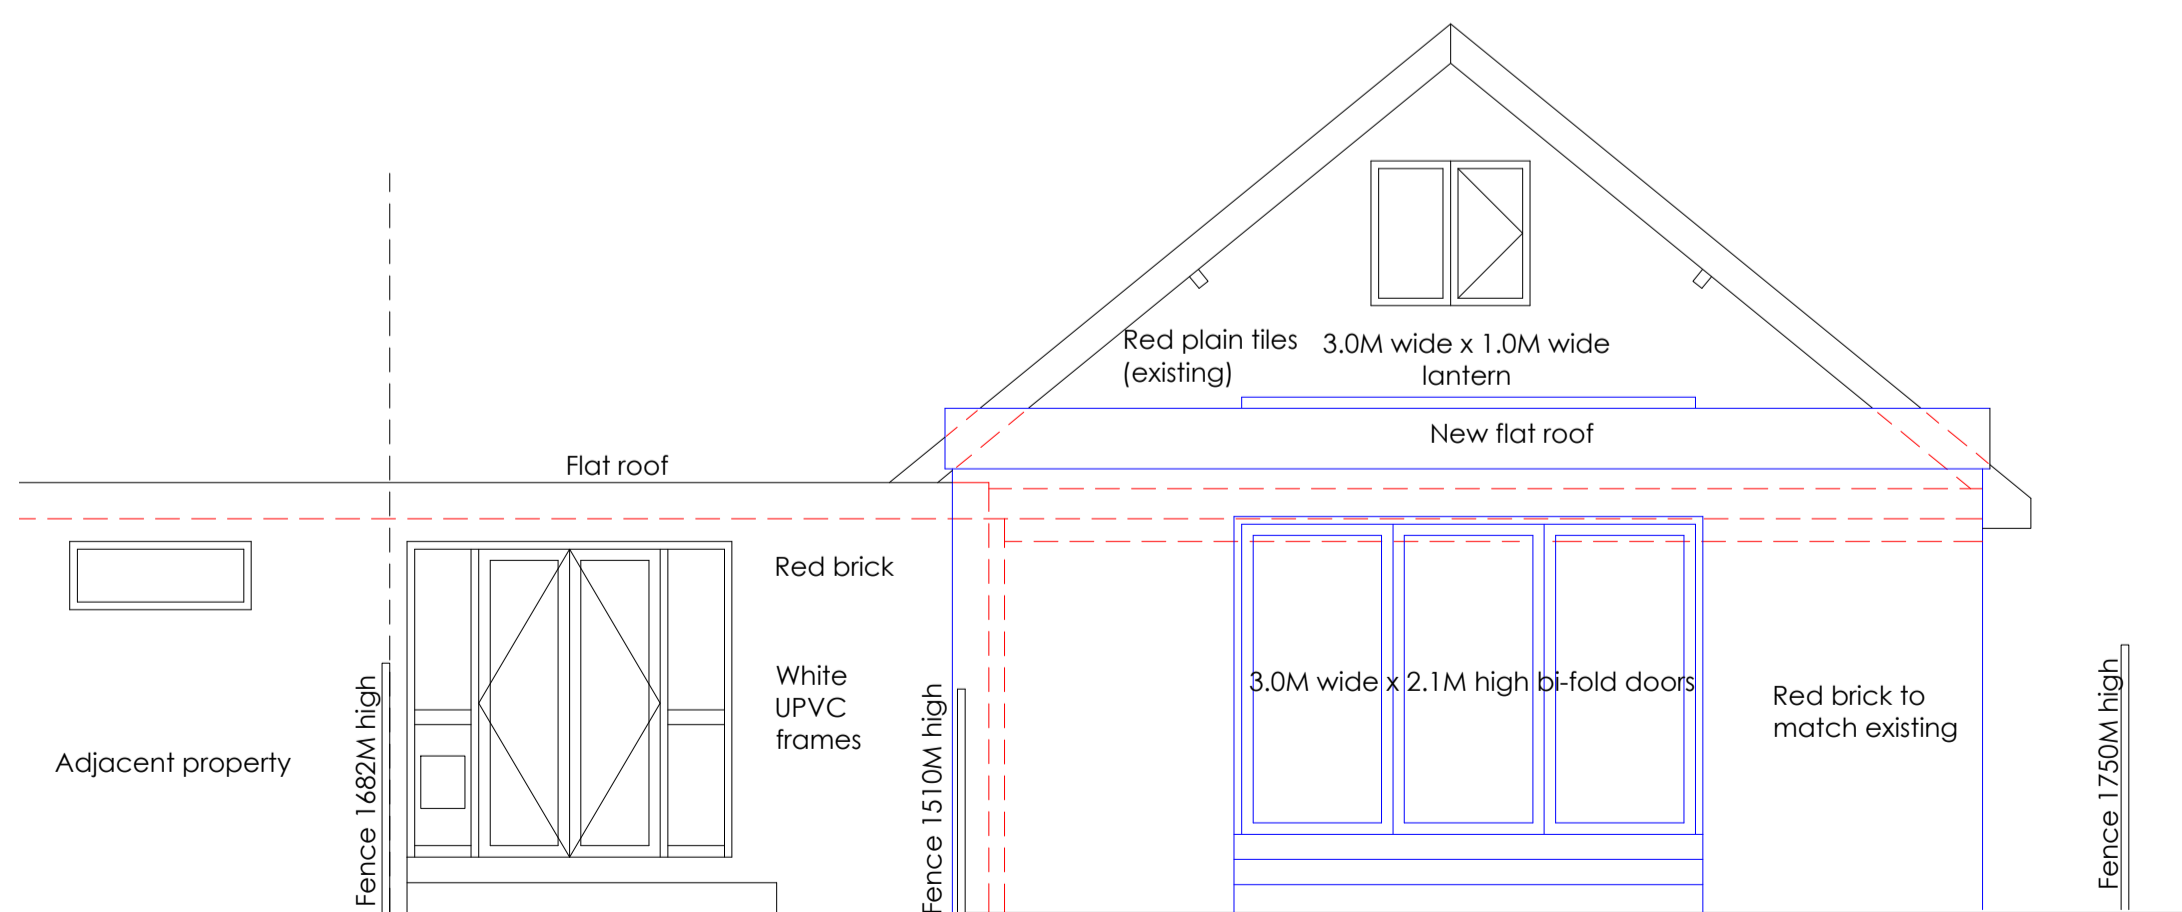 Red plain tiles
(existing)
3.0M wide x 1.0M wide
lantern
New flat roof
Flat roof
Red brick
White
UPVC
frames
3.0M wide x 2.1M high bi-fold doors
Red brick to
match existing
Adjacent property
Fence 1682M high
Fence 1510M high
Fence 1750M high